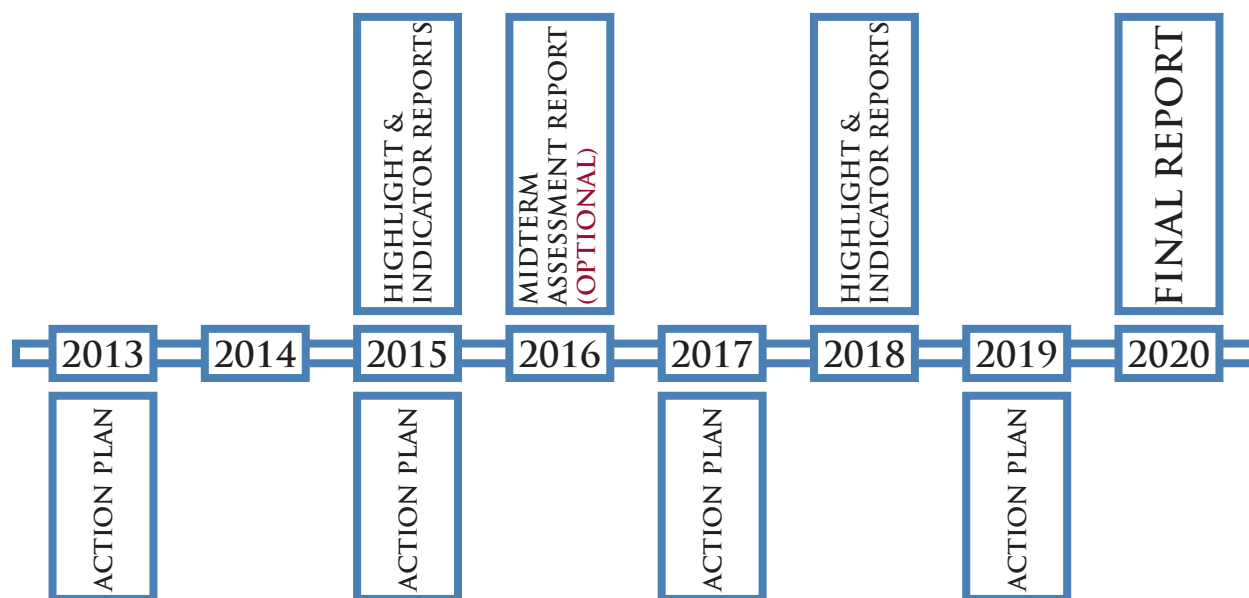 HIGHLIGHT &
INDICATOR REPORTS
MIDTERM
ASSESSMENT REPORT
(OPTIONAL)
HIGHLIGHT &
INDICATOR REPORTS
FINAL REPORT
2013
2014
2015
2016
2017
2018
2019
2020
ACTION PLAN
ACTION PLAN
ACTION PLAN
ACTION PLAN